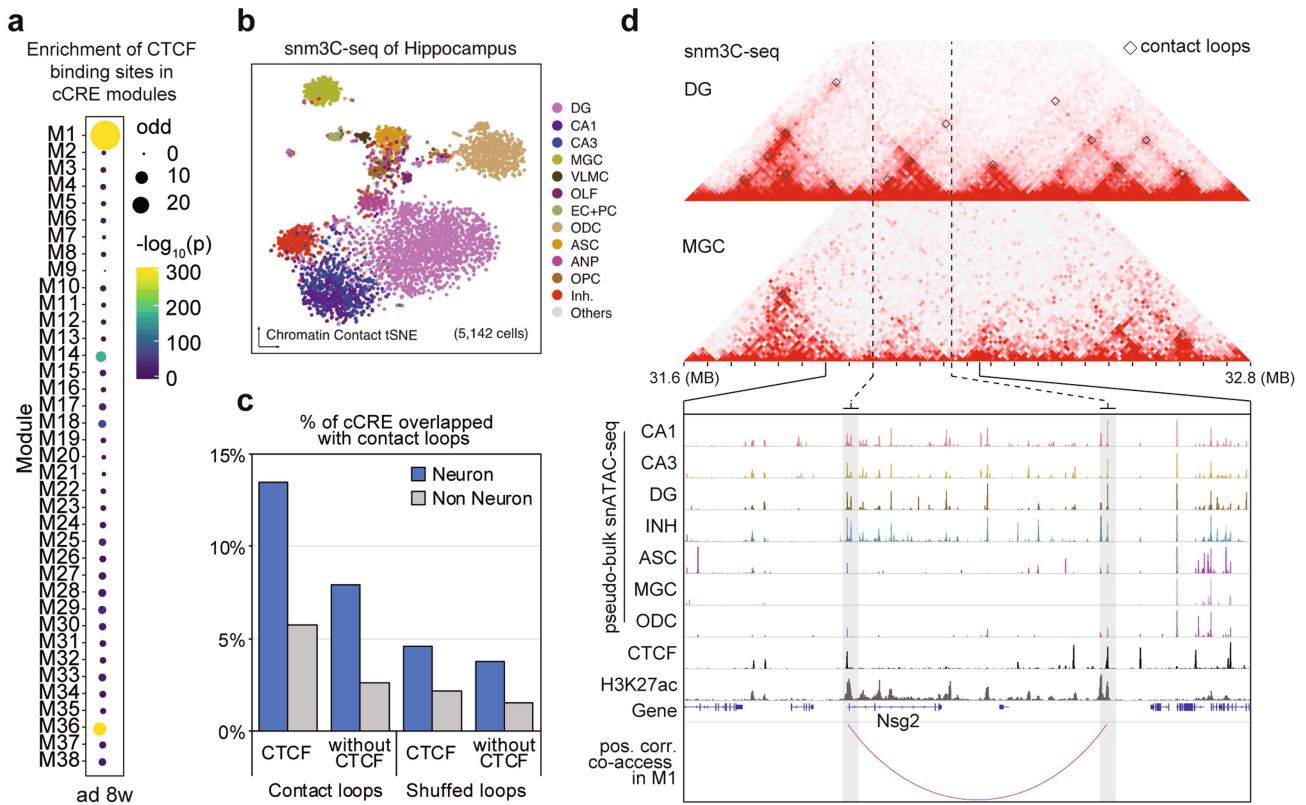 a
Enrichment of CTCF
binding sites in
cCRE modules
Module
M1
M2
M3
M4
M5
M6
M7
M8
M9
M10
M11
M12
M13
M14
M15
M16
M17
M18
M19
M20
M21
M22
M23
M24
M25
M26
M27
M28
M29
M30
M31
M32
M33
M34
M35
M36
M37
M38
ad 8w
odd
0
10
20
-log10(p)
300
200
100
0
b
snm3C-seq of Hippocampus
Chromatin Contact tSNE
(5,142 cells)
DG
CA1
CA3
MGC
VLMC
OLF
EC+PC
ODC
ASC
ANP
OPC
Inh.
Others
c
% of cCRE overlapped
with contact loops
15%
10%
5%
0%
Neuron
Non Neuron
CTCF
without
CTCF
CTCF
without
CTCF
Contact loops
Shuffed loops
d
snm3C-seq
contact loops
DG
MGC
31.6 (MB)
32.8 (MB)
pseudo-bulk snATAC-seq
CA1
CA3
DG
INH
ASC
MGC
ODC
CTCF
H3K27ac
Gene
Nsg2
pos. corr.
co-access
in M1